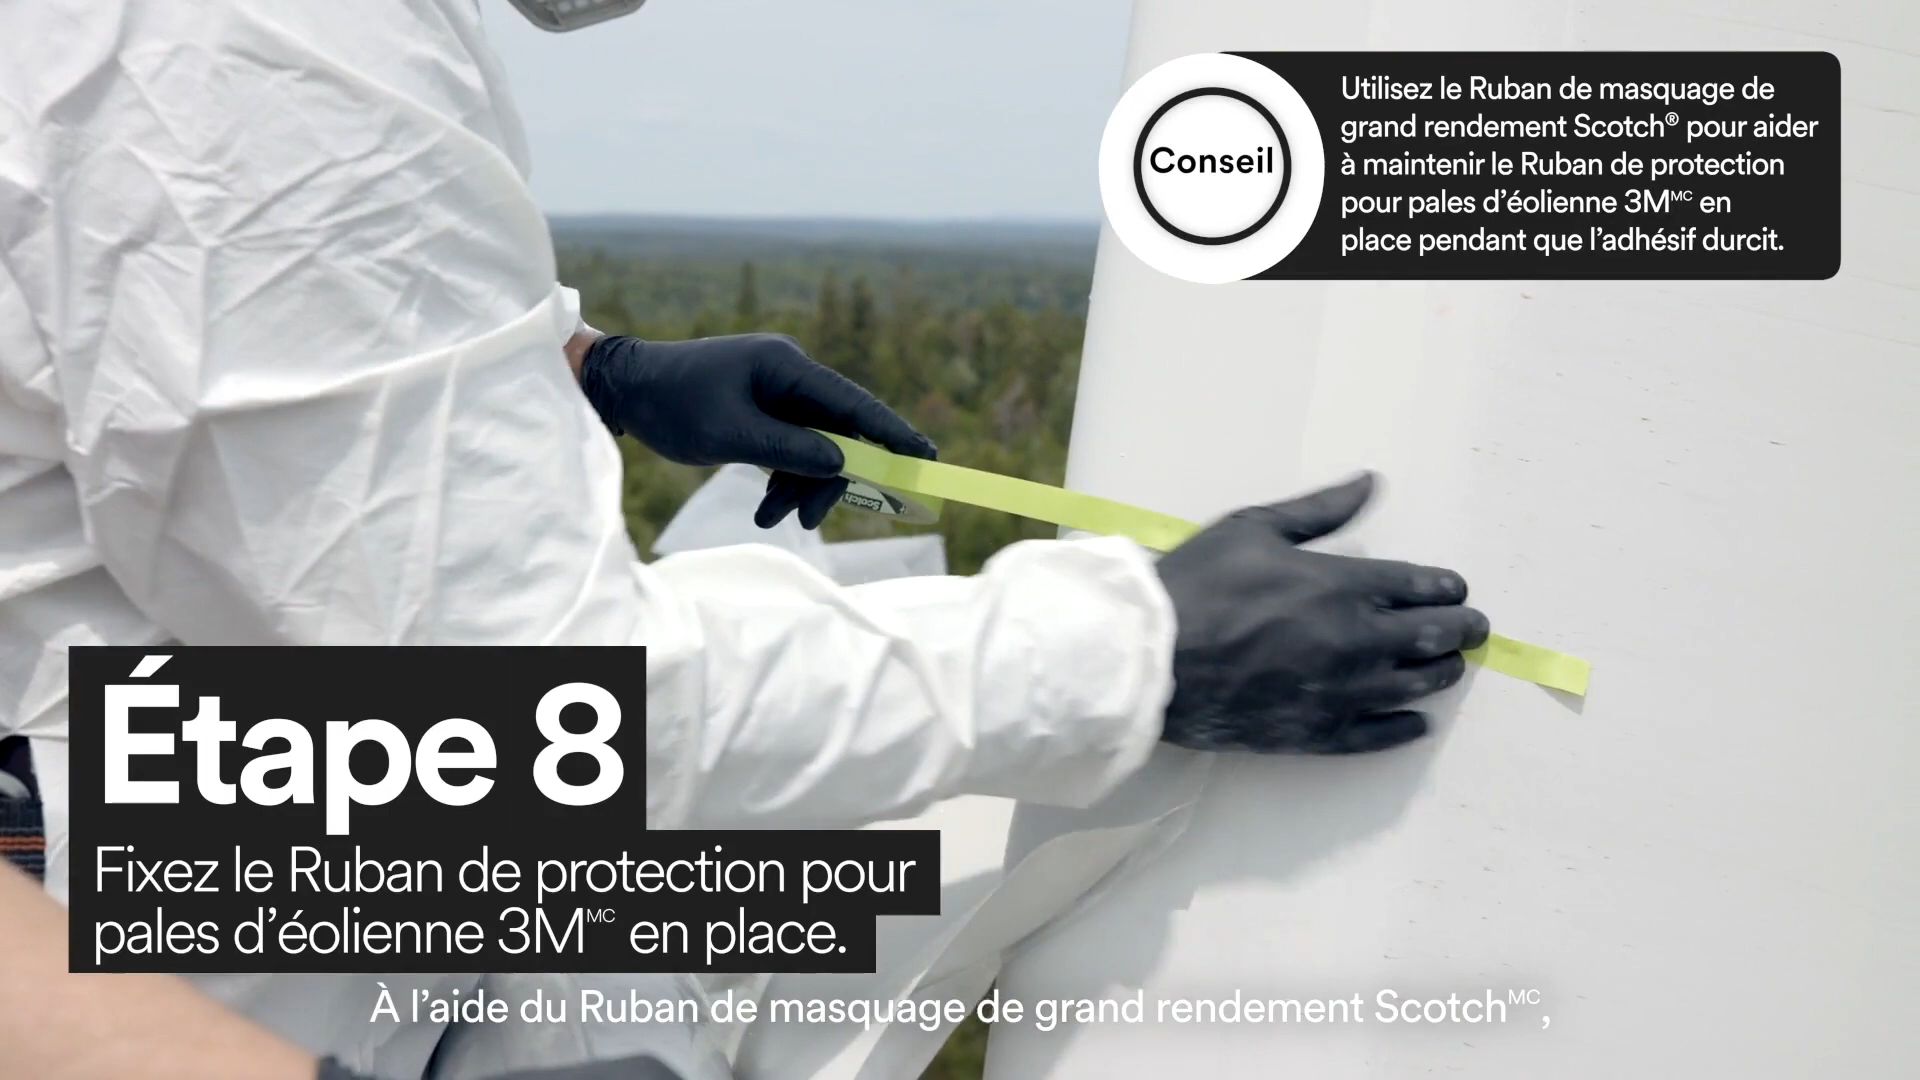 Utilisez le Ruban de masquage de
grand rendement Scotch® pour aider
à maintenir le Ruban de protection
pour pales d'éolienne 3Mᴹᶜ en
place pendant que l'adhésif durcit.
Conseil
Scotch
Étape 8
Fixez le Ruban de protection pour
pales d'éolienne 3Mᴹᶜ en place.
À l'aide du Ruban de masquage de grand rendement Scotchᴹᶜ,